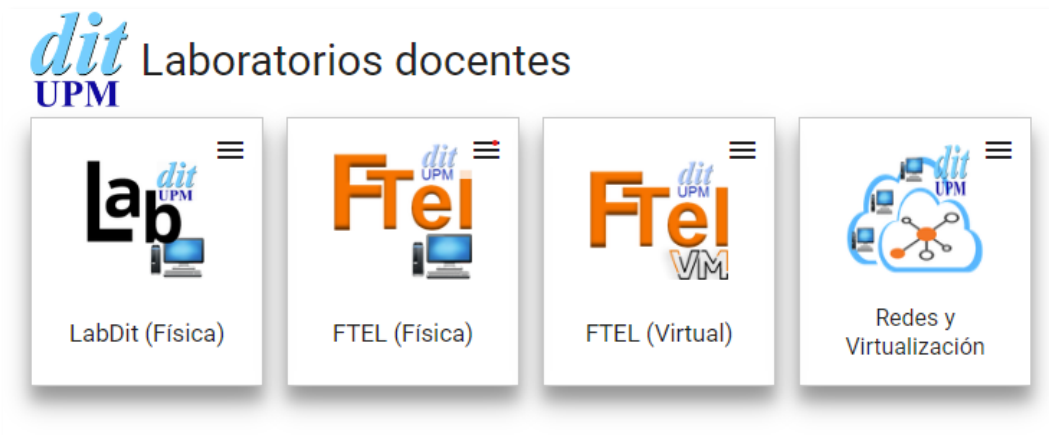 dit
UPM
Laboratorios docentes
Lab
dit
UPM
LabDit (Física)
FTel
dit
UPM
FTEL (Física)
FTel
dit
UPM
VM
FTEL (Virtual)
dit
UPM
Redes y
Virtualización